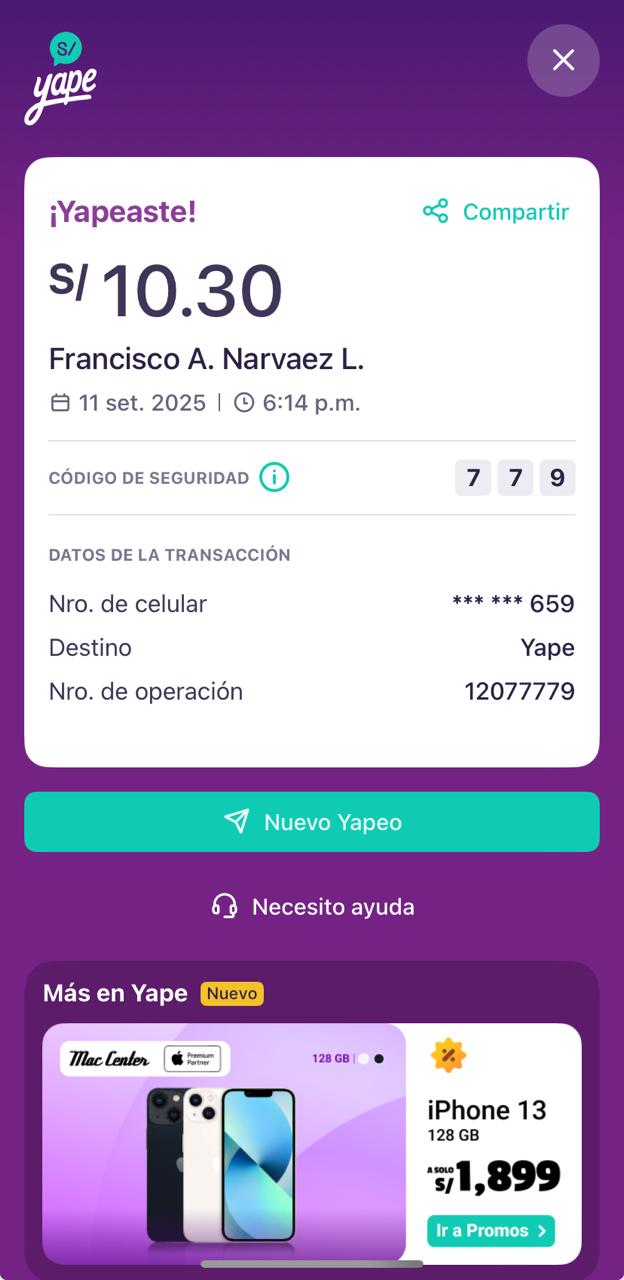 S/
yape
¡Yapeaste!
Compartir
S/ 10.30
Francisco A. Narvaez L.
11 set. 2025 | 6:14 p.m.
CÓDIGO DE SEGURIDAD
7 7 9
DATOS DE LA TRANSACCIÓN
Nro. de celular *** *** 659
Destino Yape
Nro. de operación 12077779
Nuevo Yapeo
Necesito ayuda
Más en Yape Nuevo
Mac Center
Premium
Partner
128 GB
iPhone 13
128 GB
A SOLO
S/ 1,899
Ir a Promos